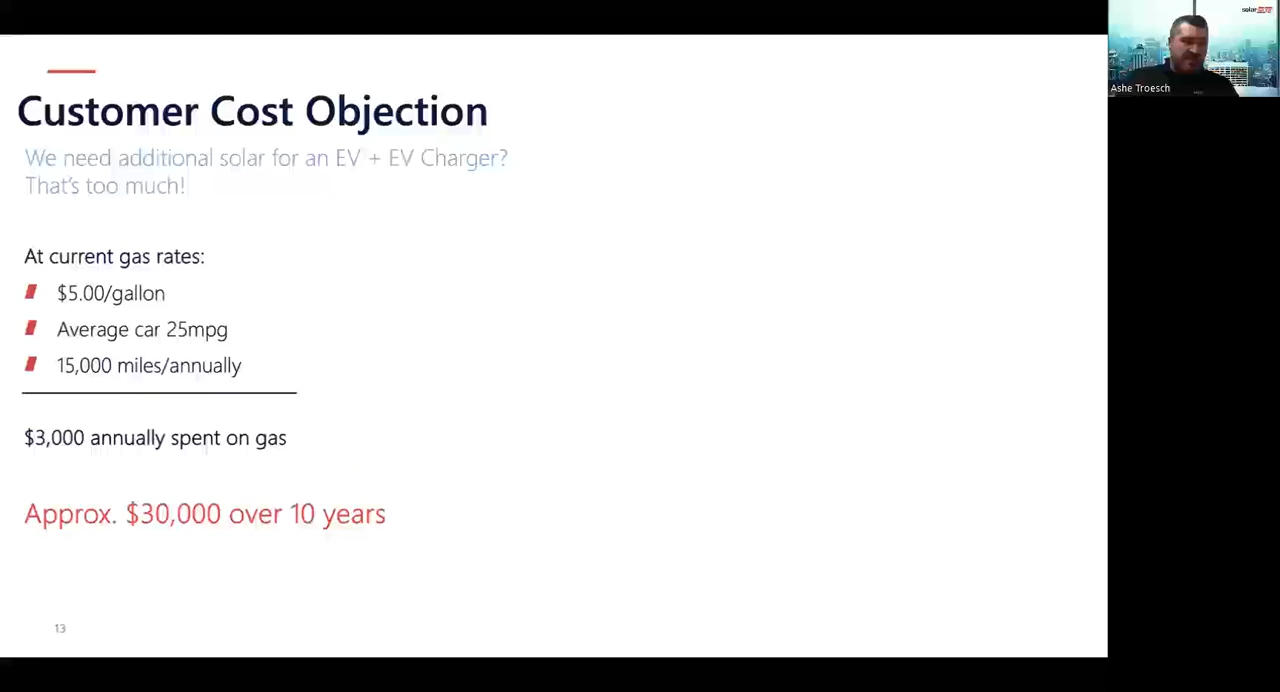 Customer Cost Objection
We need additional solar for an EV + EV Charger?
That's too much!
At current gas rates:
$5.00/gallon
Average car 25mpg
15,000 miles/annually
$3,000 annually spent on gas
Approx. $30,000 over 10 years
13
solar
Ashe Troesch